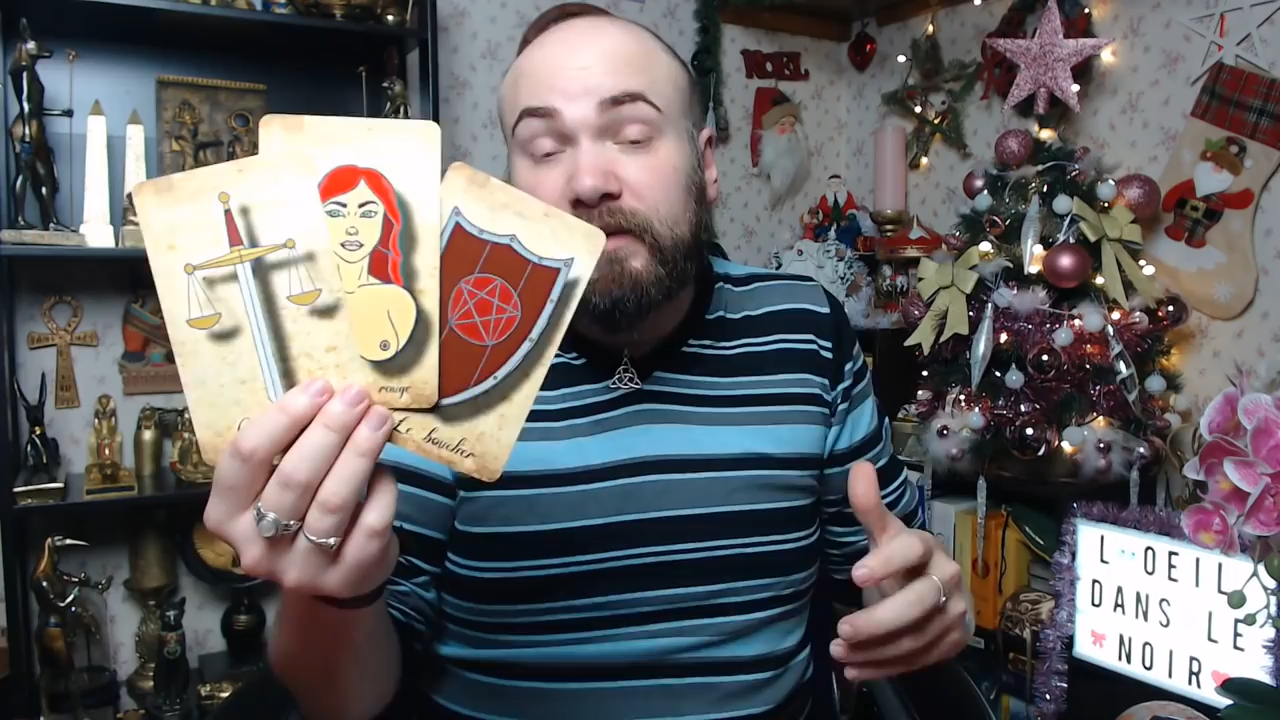 NOEL
rouge
Le bouclier
L'OEIL
DANS LE
NOIR